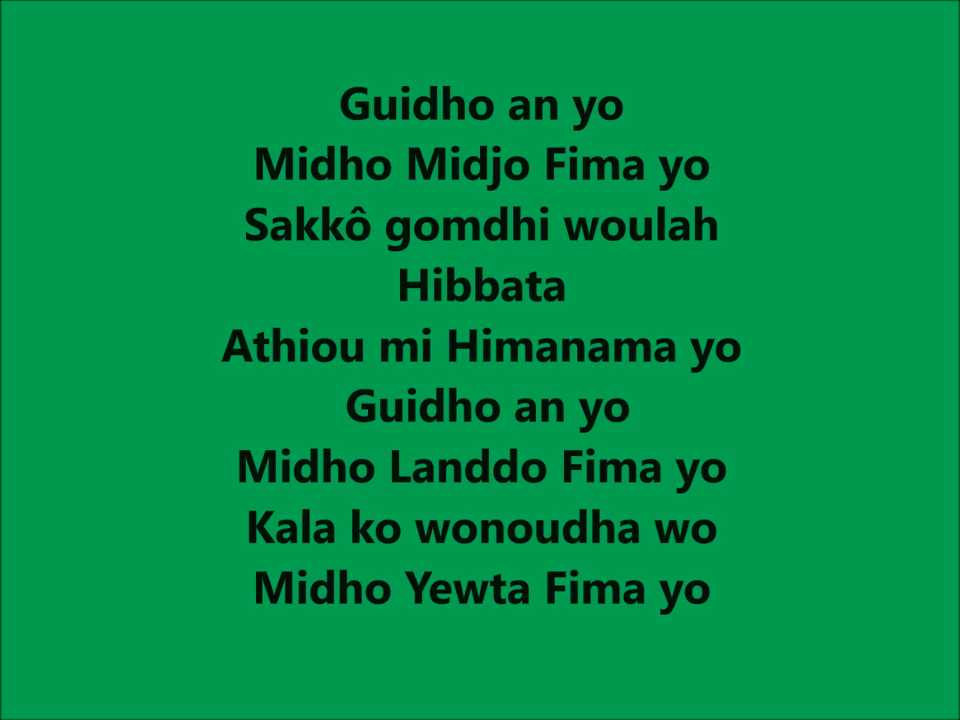 Guidho an yo
Midho Midjo Fima yo
Sakkô gomdhi woulah
Hibbata
Athiou mi Himanama yo
Guidho an yo
Midho Landdo Fima yo
Kala ko wonoudha wo
Midho Yewta Fima yo